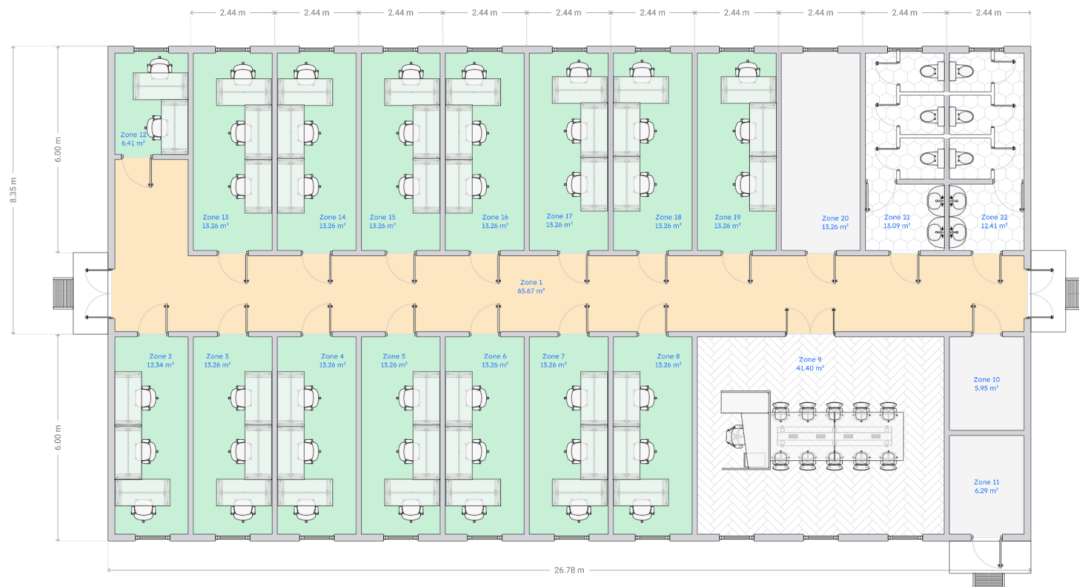 2.44 m 2.44 m 2.44 m 2.44 m 2.44 m 2.44 m 2.44 m 2.44 m 2.44 m 2.44 m
6.00 m
8.35 m
6.00 m
Zone 12
6.41 m²
Zone 13
13.26 m²
Zone 14
13.26 m²
Zone 15
13.26 m²
Zone 16
13.26 m²
Zone 17
13.26 m²
Zone 18
13.26 m²
Zone 19
13.26 m²
Zone 20
13.26 m²
Zone 21
13.09 m²
Zone 22
12.41 m²
Zone 1
65.67 m²
Zone 2
12.34 m²
Zone 3
13.26 m²
Zone 4
13.26 m²
Zone 5
13.26 m²
Zone 6
13.26 m²
Zone 7
13.26 m²
Zone 8
13.26 m²
Zone 9
41.40 m²
Zone 10
5.95 m²
Zone 11
6.29 m²
26.78 m